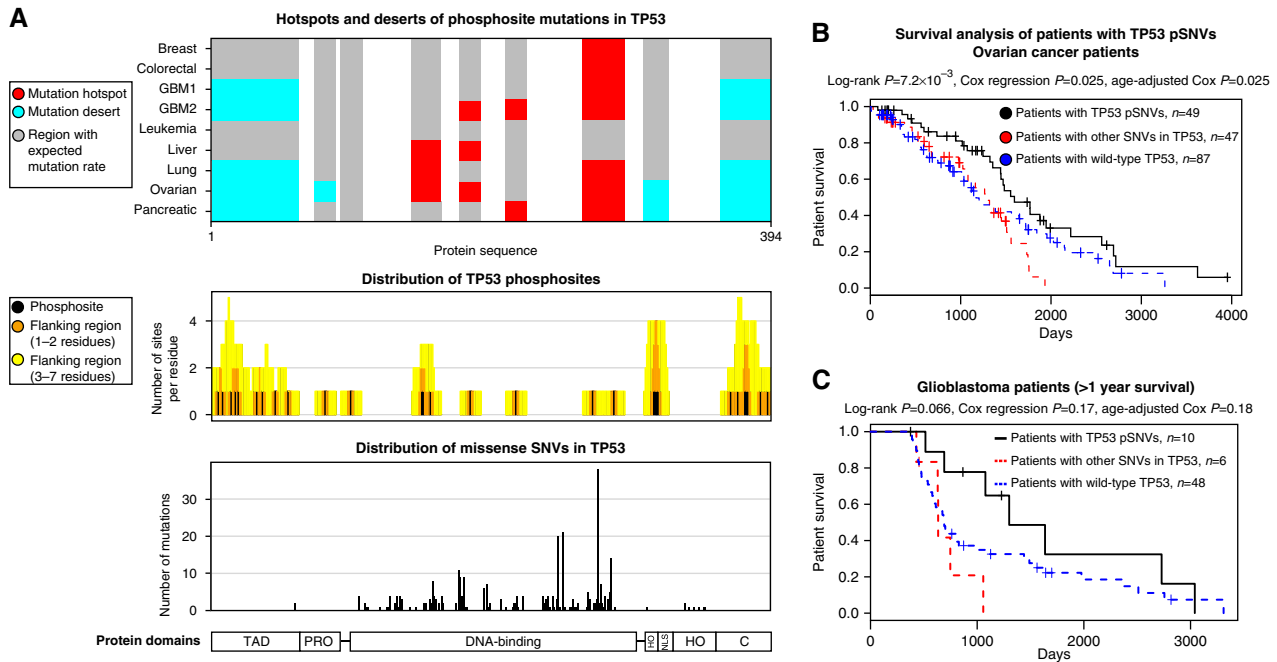 A
Hotspots and deserts of phosphosite mutations in TP53
Mutation hotspot
Mutation desert
Region with
expected
mutation rate
Breast
Colorectal
GBM1
GBM2
Leukemia
Liver
Lung
Ovarian
Pancreatic
1
394
Protein sequence
Distribution of TP53 phosphosites
Phosphosite
Flanking region
(1–2 residues)
Flanking region
(3–7 residues)
Number of sites
per residue
4
2
0
Distribution of missense SNVs in TP53
Number of mutations
30
20
10
0
Protein domains
TAD
PRO
DNA-binding
HO
NLS
HO
C
B
Survival analysis of patients with TP53 pSNVs
Ovarian cancer patients
Log-rank P=7.2×10−3, Cox regression P=0.025, age-adjusted Cox P=0.025
Patients with TP53 pSNVs, n=49
Patients with other SNVs in TP53, n=47
Patients with wild-type TP53, n=87
Patient survival
1.0
0.8
0.6
0.4
0.2
0.0
0 1000 2000 3000 4000
Days
C
Glioblastoma patients (>1 year survival)
Log-rank P=0.066, Cox regression P=0.17, age-adjusted Cox P=0.18
Patients with TP53 pSNVs, n=10
Patients with other SNVs in TP53, n=6
Patients with wild-type TP53, n=48
Patient survival
1.0
0.8
0.6
0.4
0.2
0.0
0 1000 2000 3000
Days